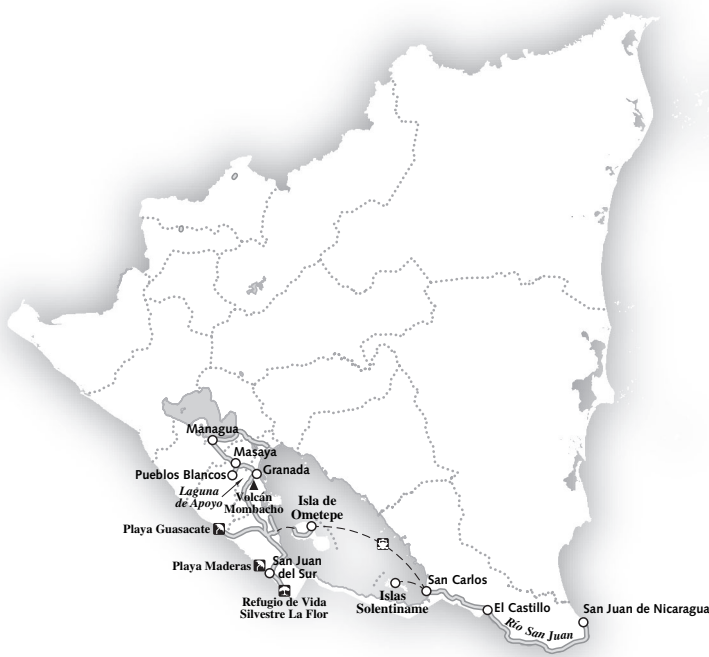 Managua
Masaya
Pueblos Blancos
Granada
Laguna
de Apoyo
Volcán
Mombacho
Isla de
Ometepe
Playa Guasacate
Playa Maderas
San Juan
del Sur
Refugio de Vida
Silvestre La Flor
Islas
Solentiname
San Carlos
El Castillo
San Juan de Nicaragua
Río San Juan